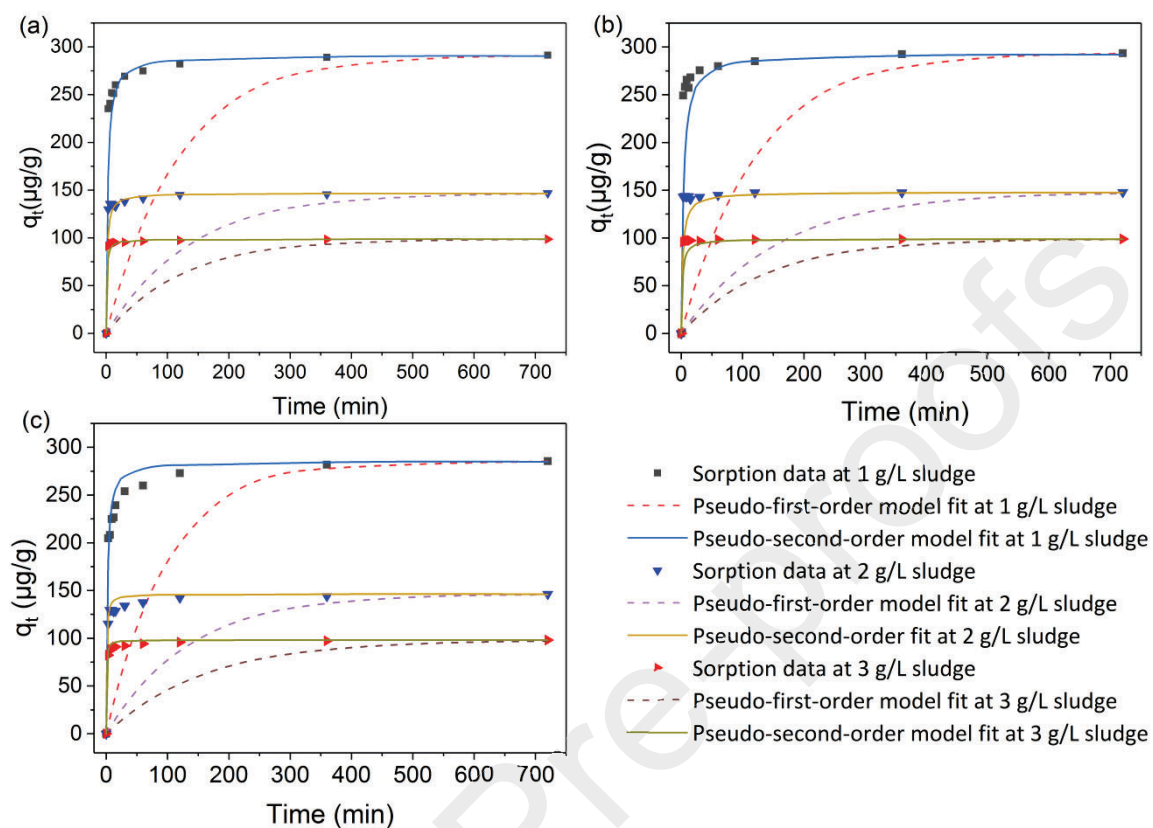 (a)
300
250
200
150
100
50
0
qt(µg/g)
0 100 200 300 400 500 600 700
Time (min)
(b)
300
250
200
150
100
50
0
qt(µg/g)
0 100 200 300 400 500 600 700
Time (min)
(c)
300
250
200
150
100
50
0
qt(µg/g)
0 100 200 300 400 500 600 700
Time (min)
Sorption data at 1 g/L sludge
Pseudo-first-order model fit at 1 g/L sludge
Pseudo-second-order model fit at 1 g/L sludge
Sorption data at 2 g/L sludge
Pseudo-first-order model fit at 2 g/L sludge
Pseudo-second-order fit at 2 g/L sludge
Sorption data at 3 g/L sludge
Pseudo-first-order model fit at 3 g/L sludge
Pseudo-second-order model fit at 3 g/L sludge
Pre-proofs